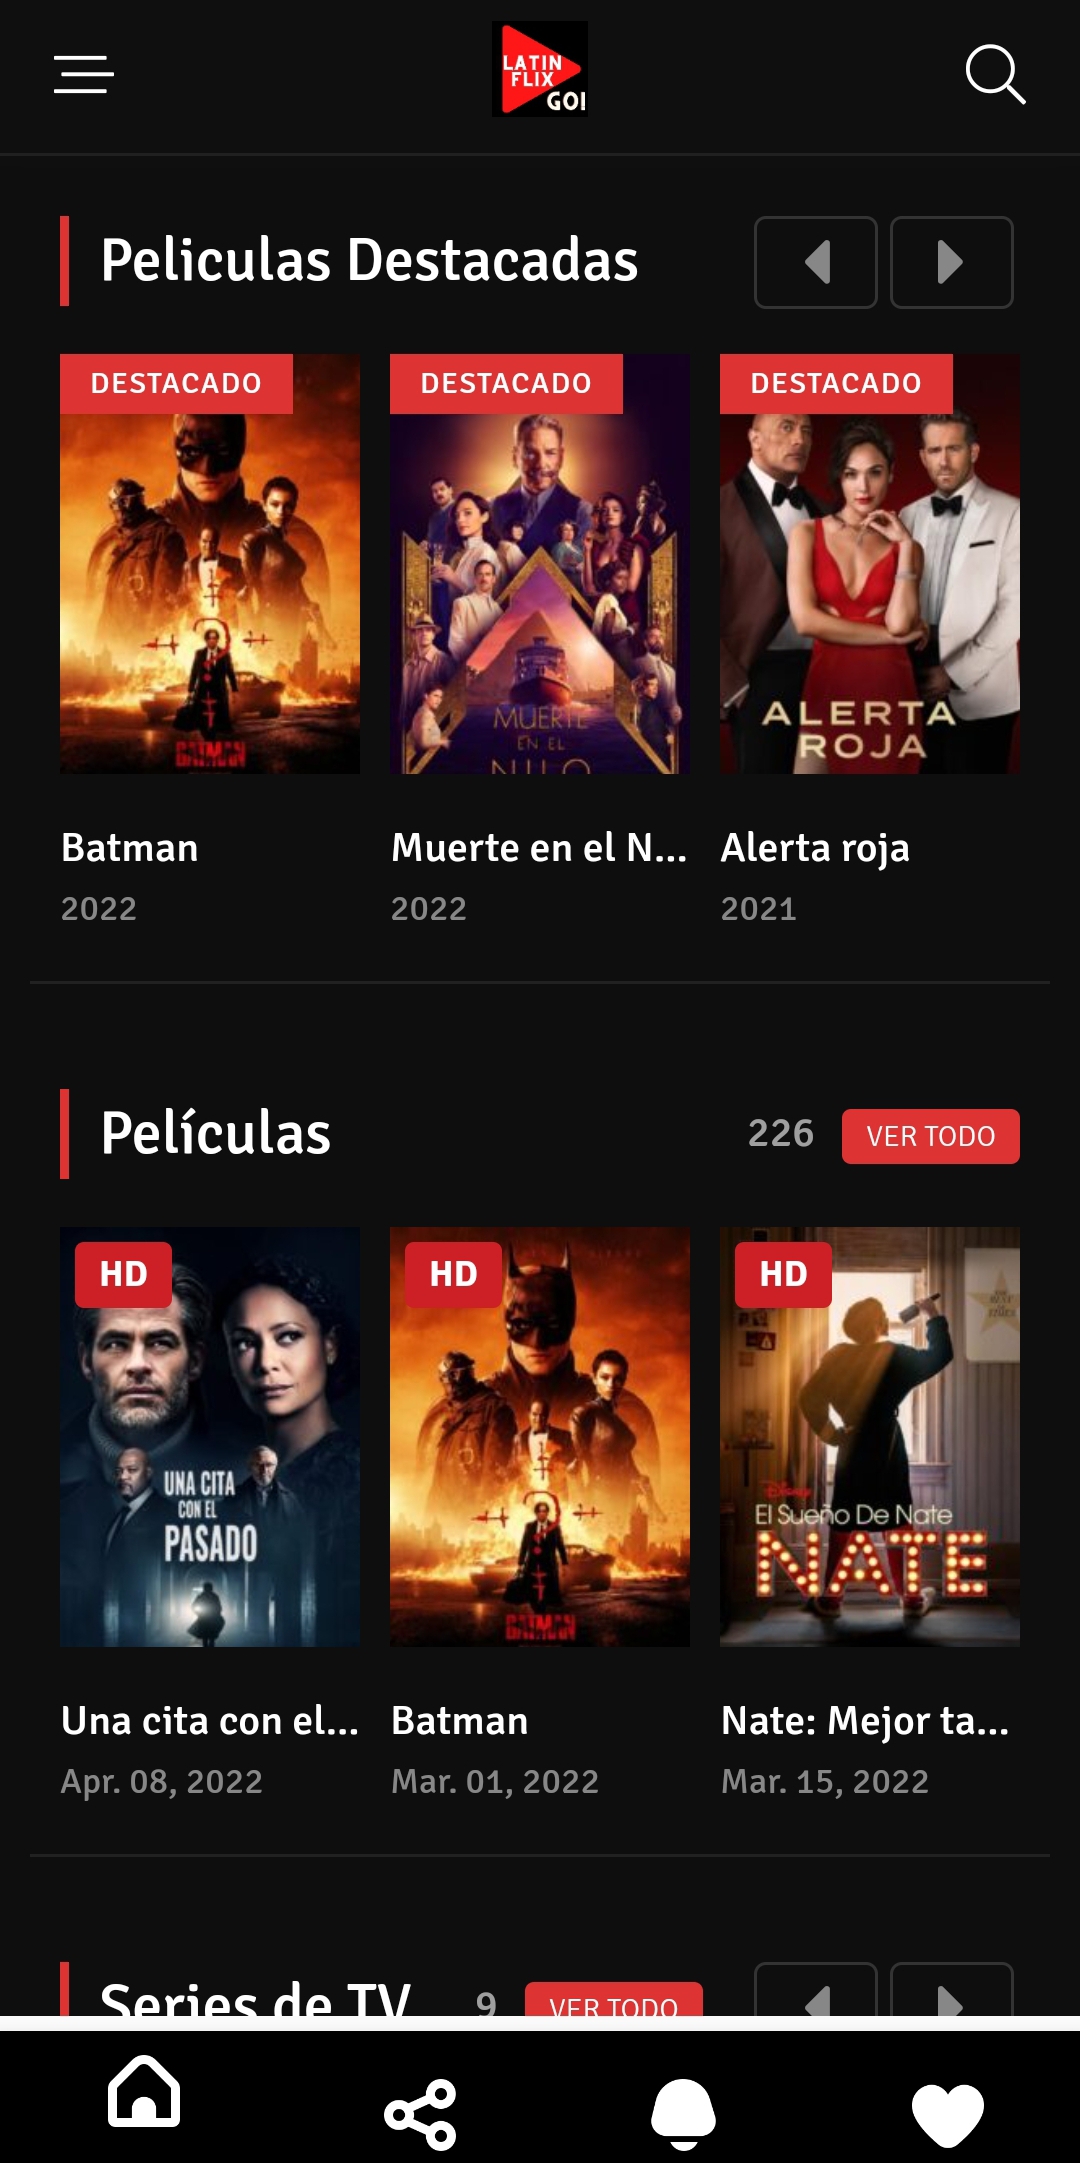 LATIN
FLIX
GO!
Peliculas Destacadas
DESTACADO
DESTACADO
DESTACADO
BATMAN
MUERTE
EN EL
NILO
ALERTA
ROJA
Batman
Muerte en el N...
Alerta roja
2022
2022
2021
Películas
226
VER TODO
HD
HD
HD
UNA CITA
CON EL
PASADO
BATMAN
Disney
El Sueño De Nate
NATE
Una cita con el...
Batman
Nate: Mejor ta...
Apr. 08, 2022
Mar. 01, 2022
Mar. 15, 2022
Series de TV
9
VER TODO